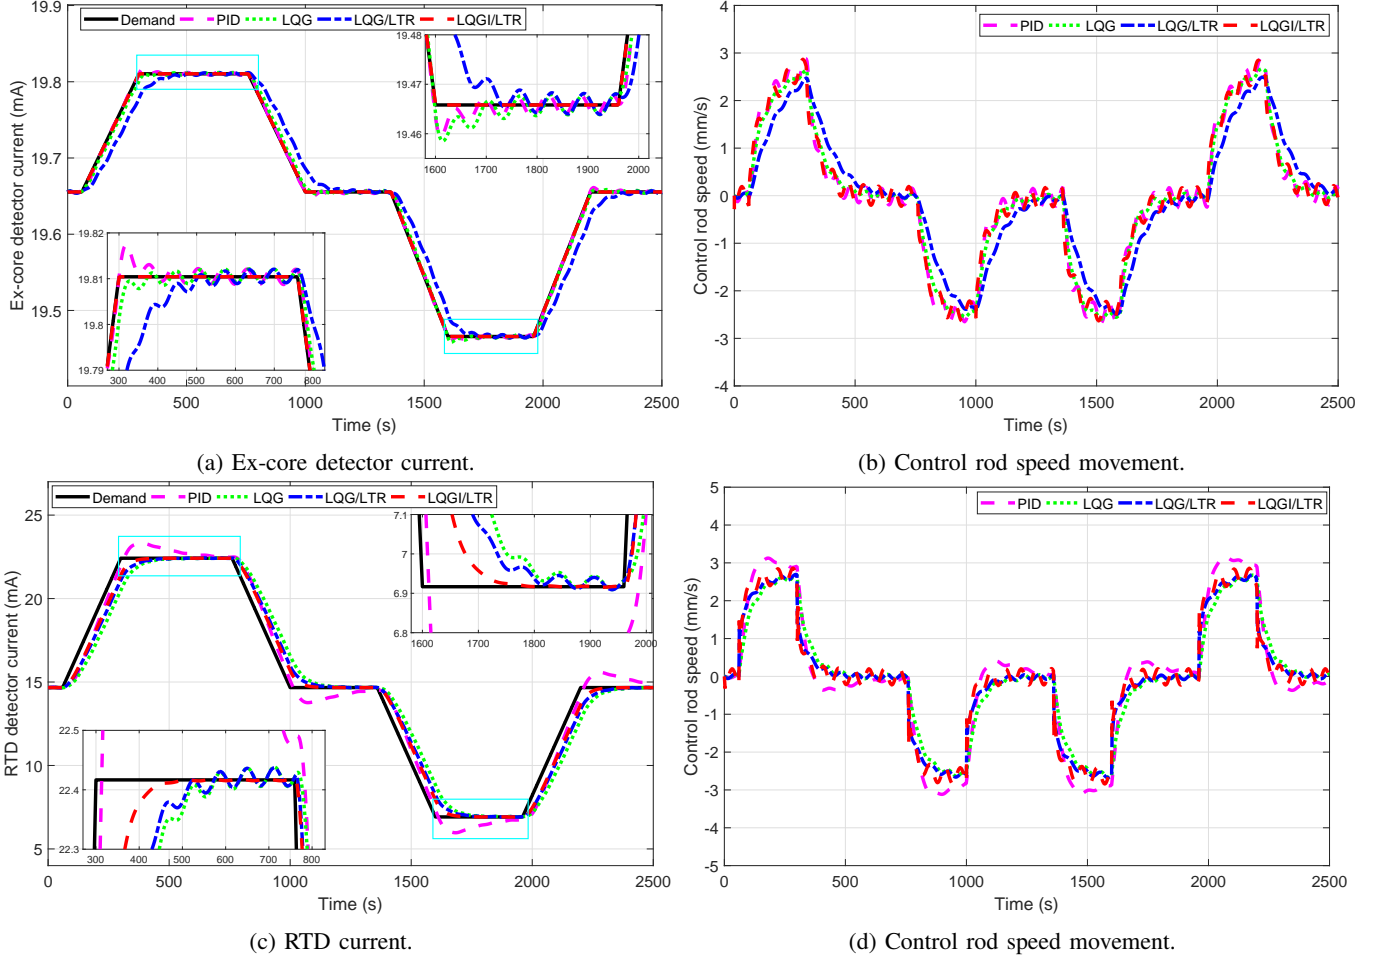 Demand PID LQG LQG/LTR LQGI/LTR
19.9
19.8
19.7
19.6
19.5
Ex-core detector current (mA)
19.48
19.47
19.46
1600 1700 1800 1900 2000
19.82
19.81
19.8
19.79
300 400 500 600 700 800
0 500 1000 1500 2000 2500
Time (s)
(a) Ex-core detector current.
PID LQG LQG/LTR LQGI/LTR
4
3
2
1
0
-1
-2
-3
-4
Control rod speed (mm/s)
0 500 1000 1500 2000 2500
Time (s)
(b) Control rod speed movement.
Demand PID LQG LQG/LTR LQGI/LTR
25
20
15
10
5
RTD detector current (mA)
7.1
7
6.9
6.8
1600 1700 1800 1900 2000
22.5
22.4
22.3
300 400 500 600 700 800
0 500 1000 1500 2000 2500
Time (s)
(c) RTD current.
PID LQG LQG/LTR LQGI/LTR
5
4
3
2
1
0
-1
-2
-3
-4
-5
Control rod speed (mm/s)
0 500 1000 1500 2000 2500
Time (s)
(d) Control rod speed movement.